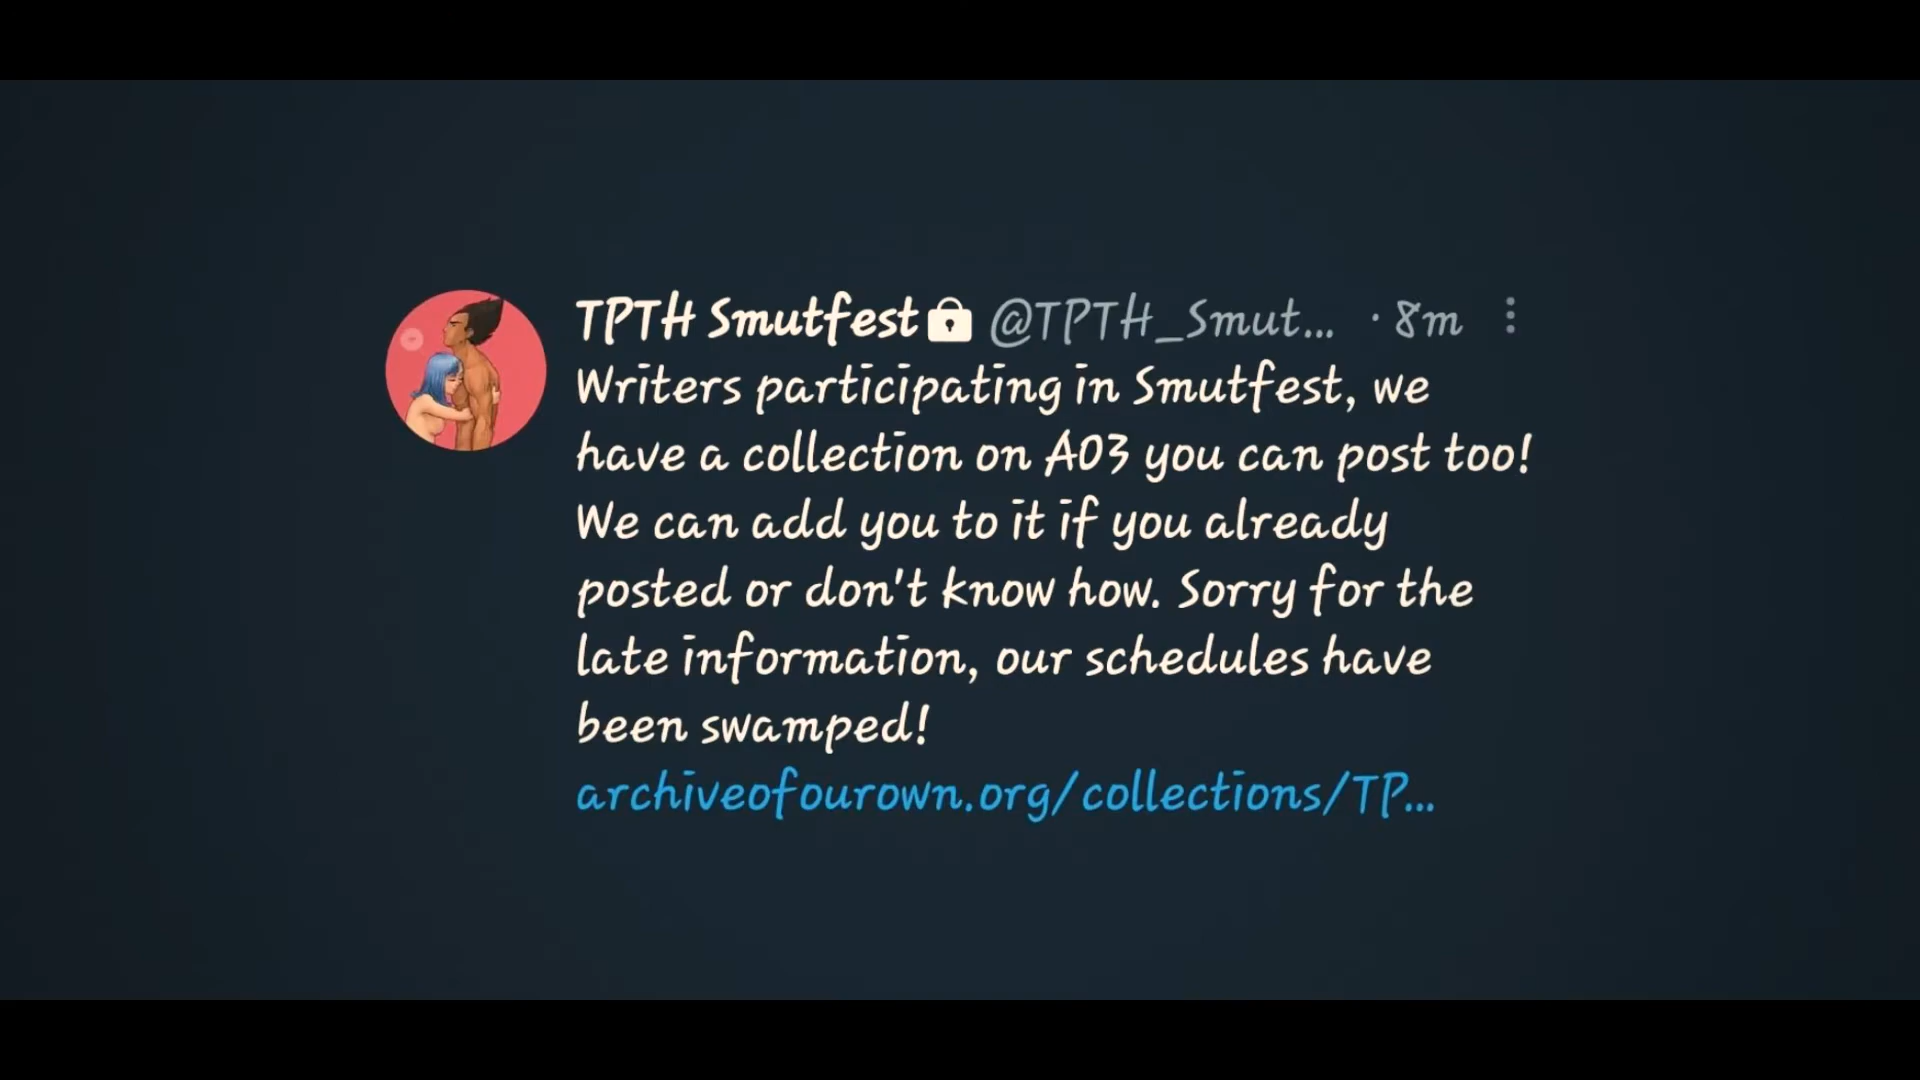 TPTH Smutfest @TPTH_Smut... · 8m
Writers participating in Smutfest, we
have a collection on AO3 you can post too!
We can add you to it if you already
posted or don't know how. Sorry for the
late information, our schedules have
been swamped!
archiveofourown.org/collections/TP...